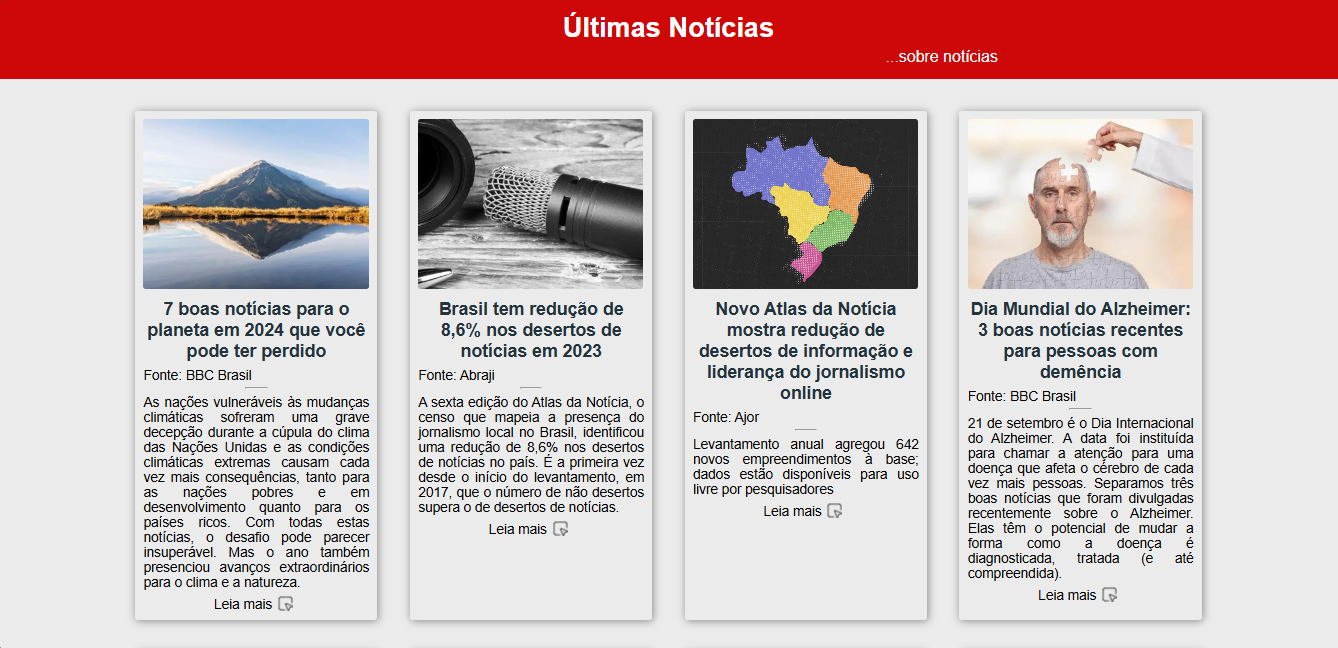 Últimas Notícias
...sobre notícias
7 boas notícias para o
planeta em 2024 que você
pode ter perdido
Fonte: BBC Brasil
As nações vulneráveis às mudanças
climáticas sofreram uma grave
decepção durante a cúpula do clima
das Nações Unidas e as condições
climáticas extremas causam cada
vez mais consequências, tanto para
as nações pobres e em
desenvolvimento quanto para os
países ricos. Com todas estas
notícias, o desafio pode parecer
insuperável. Mas o ano também
presenciou avanços extraordinários
para o clima e a natureza.
Leia mais
Brasil tem redução de
8,6% nos desertos de
notícias em 2023
Fonte: Abraji
A sexta edição do Atlas da Notícia, o
censo que mapeia a presença do
jornalismo local no Brasil, identificou
uma redução de 8,6% nos desertos
de notícias no país. É a primeira vez
desde o início do levantamento, em
2017, que o número de não desertos
supera o de desertos de notícias.
Leia mais
Novo Atlas da Notícia
mostra redução de
desertos de informação e
liderança do jornalismo
online
Fonte: Ajor
Levantamento anual agregou 642
novos empreendimentos à base;
dados estão disponíveis para uso
livre por pesquisadores
Leia mais
Dia Mundial do Alzheimer:
3 boas notícias recentes
para pessoas com
demência
Fonte: BBC Brasil
21 de setembro é o Dia Internacional
do Alzheimer. A data foi instituída
para chamar a atenção para uma
doença que afeta o cérebro de cada
vez mais pessoas. Separamos três
boas notícias que foram divulgadas
recentemente sobre o Alzheimer.
Elas têm o potencial de mudar a
forma como a doença é
diagnosticada, tratada (e até
compreendida).
Leia mais